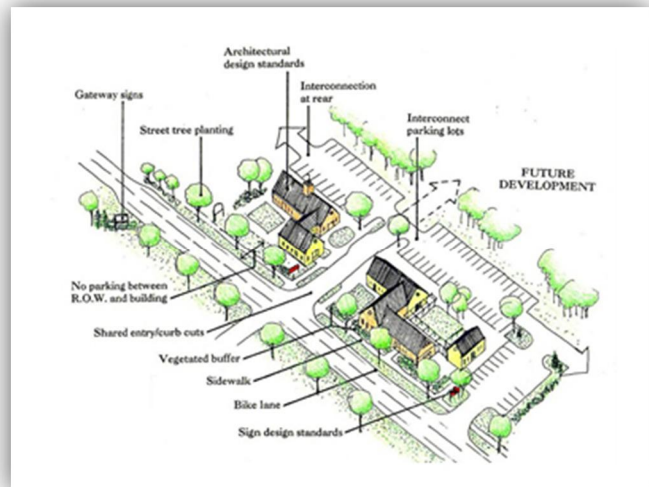 Architectural
design standards
Gateway signs
Interconnection
at rear
Street tree planting
Interconnect
parking lots
FUTURE
DEVELOPMENT
No parking between
R.O.W. and building
Shared entry/curb cuts
Vegetated buffer
Sidewalk
Bike lane
Sign design standards